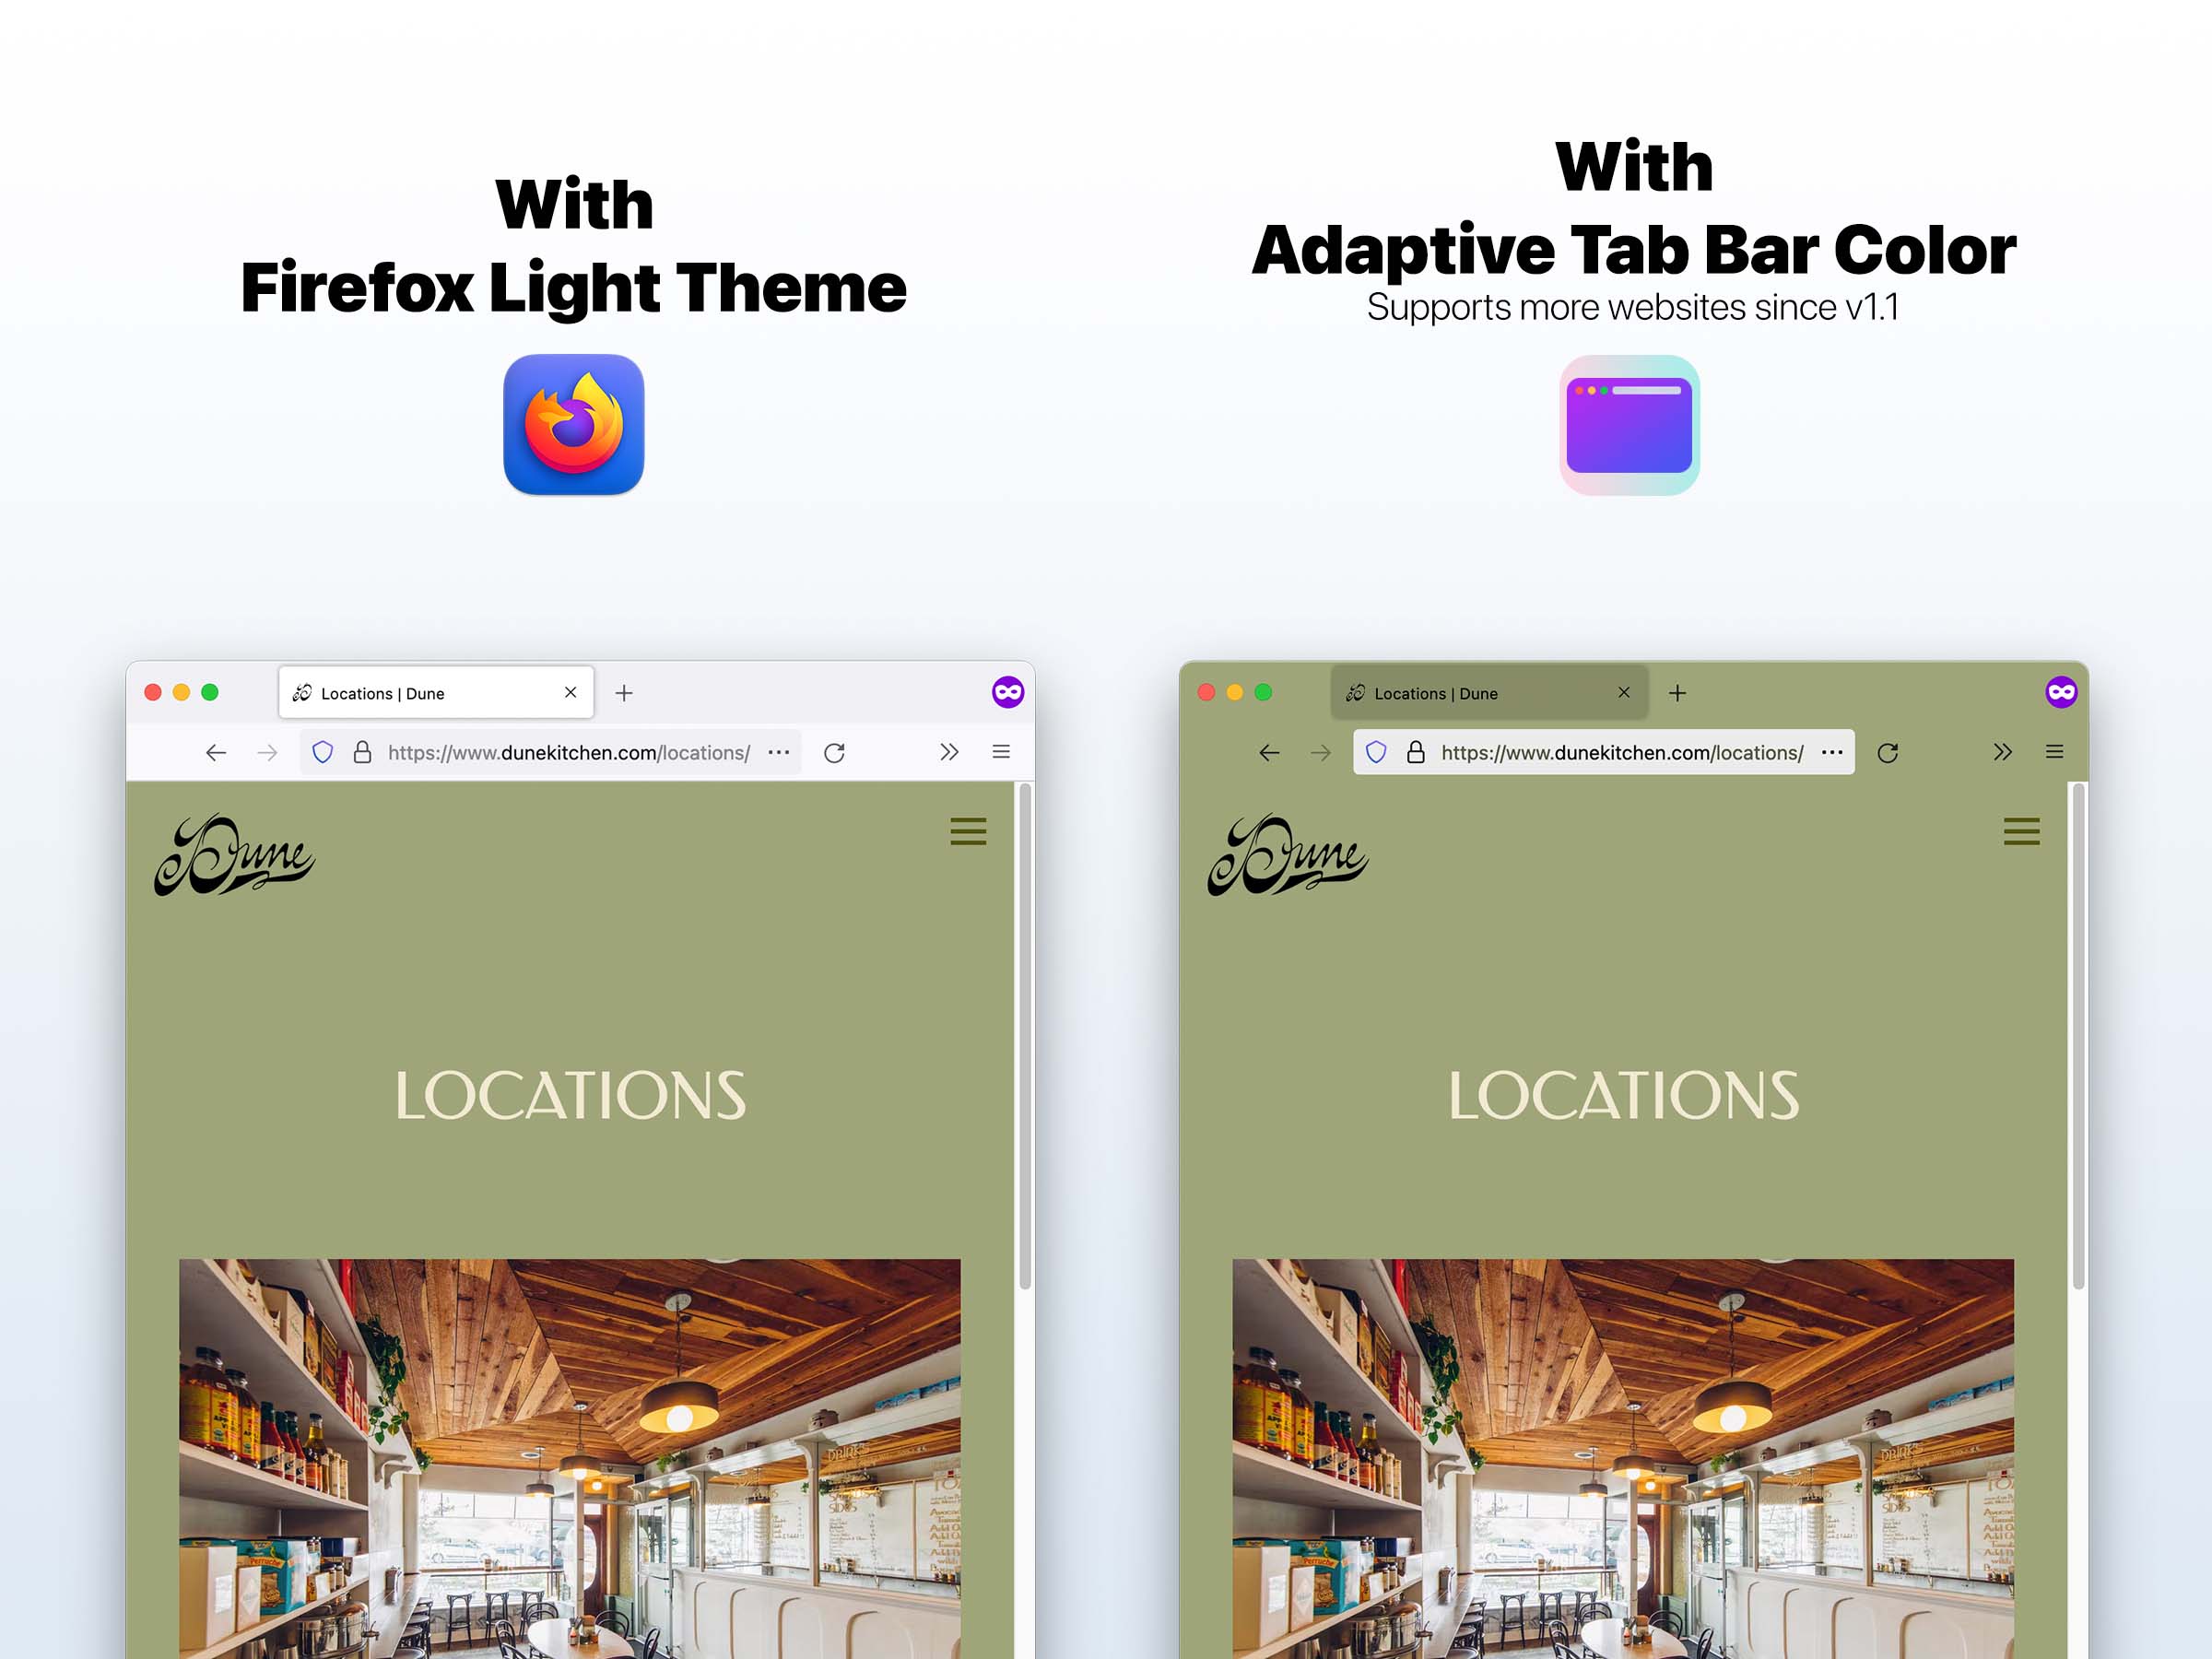 With
Firefox Light Theme
With
Adaptive Tab Bar Color
Supports more websites since v1.1
Locations | Dune
https://www.dunekitchen.com/locations/
Dune
LOCATIONS
Perruche
Locations | Dune
https://www.dunekitchen.com/locations/
Dune
LOCATIONS